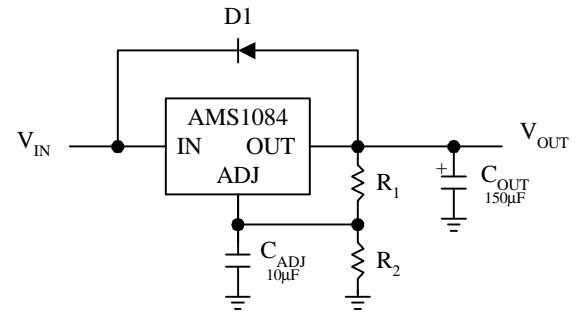 D1
AMS1084
V_IN IN OUT V_OUT
ADJ
R_1
+ C_OUT
150μF
C_ADJ
10μF
R_2